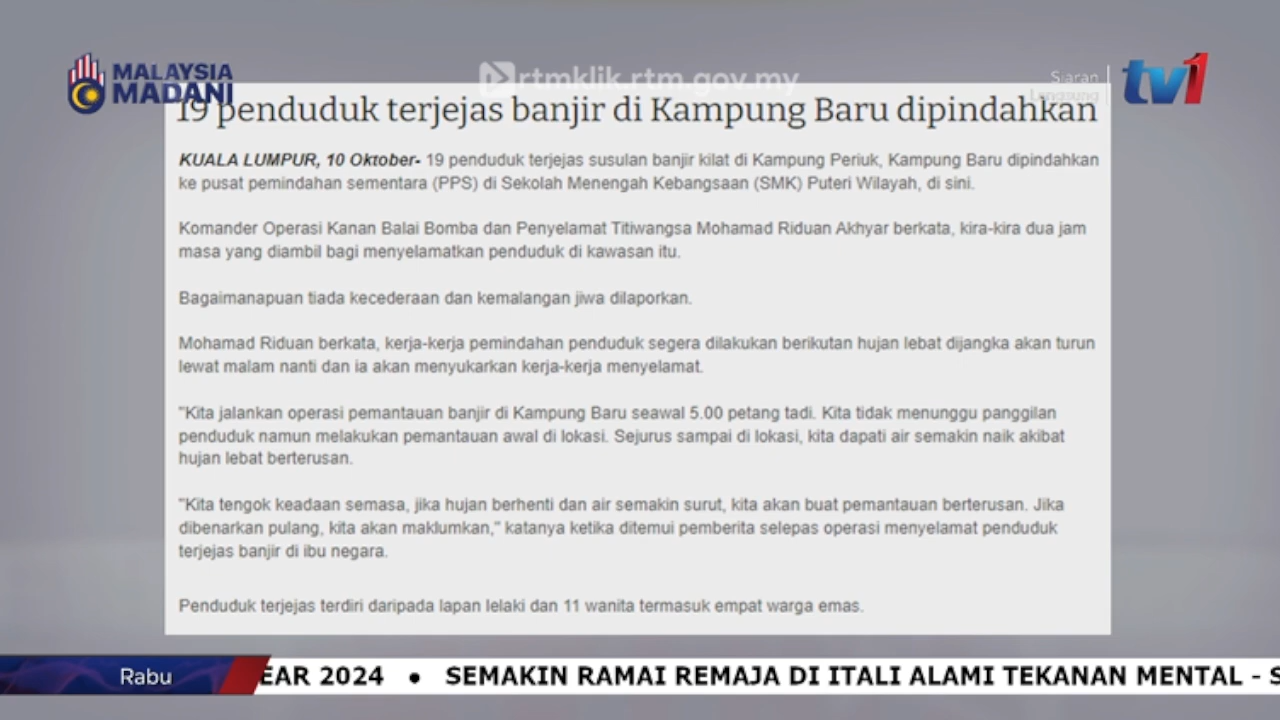 MALAYSIA
MADANI
rtmklik.rtm.gov.my
Siaran
Langsung
tv1
19 penduduk terjejas banjir di Kampung Baru dipindahkan
KUALA LUMPUR, 10 Oktober- 19 penduduk terjejas susulan banjir kilat di Kampung Periuk, Kampung Baru dipindahkan
ke pusat pemindahan sementara (PPS) di Sekolah Menengah Kebangsaan (SMK) Puteri Wilayah, di sini.
Komander Operasi Kanan Balai Bomba dan Penyelamat Titiwangsa Mohamad Riduan Akhyar berkata, kira-kira dua jam
masa yang diambil bagi menyelamatkan penduduk di kawasan itu.
Bagaimanapuan tiada kecederaan dan kemalangan jiwa dilaporkan.
Mohamad Riduan berkata, kerja-kerja pemindahan penduduk segera dilakukan berikutan hujan lebat dijangka akan turun
lewat malam nanti dan ia akan menyukarkan kerja-kerja menyelamat.
"Kita jalankan operasi pemantauan banjir di Kampung Baru seawal 5.00 petang tadi. Kita tidak menunggu panggilan
penduduk namun melakukan pemantauan awal di lokasi. Sejurus sampai di lokasi, kita dapati air semakin naik akibat
hujan lebat berterusan.
"Kita tengok keadaan semasa, jika hujan berhenti dan air semakin surut, kita akan buat pemantauan berterusan. Jika
dibenarkan pulang, kita akan maklumkan," katanya ketika ditemui pemberita selepas operasi menyelamat penduduk
terjejas banjir di ibu negara.
Penduduk terjejas terdiri daripada lapan lelaki dan 11 wanita termasuk empat warga emas.
Rabu
EAR 2024 • SEMAKIN RAMAI REMAJA DI ITALI ALAMI TEKANAN MENTAL - S